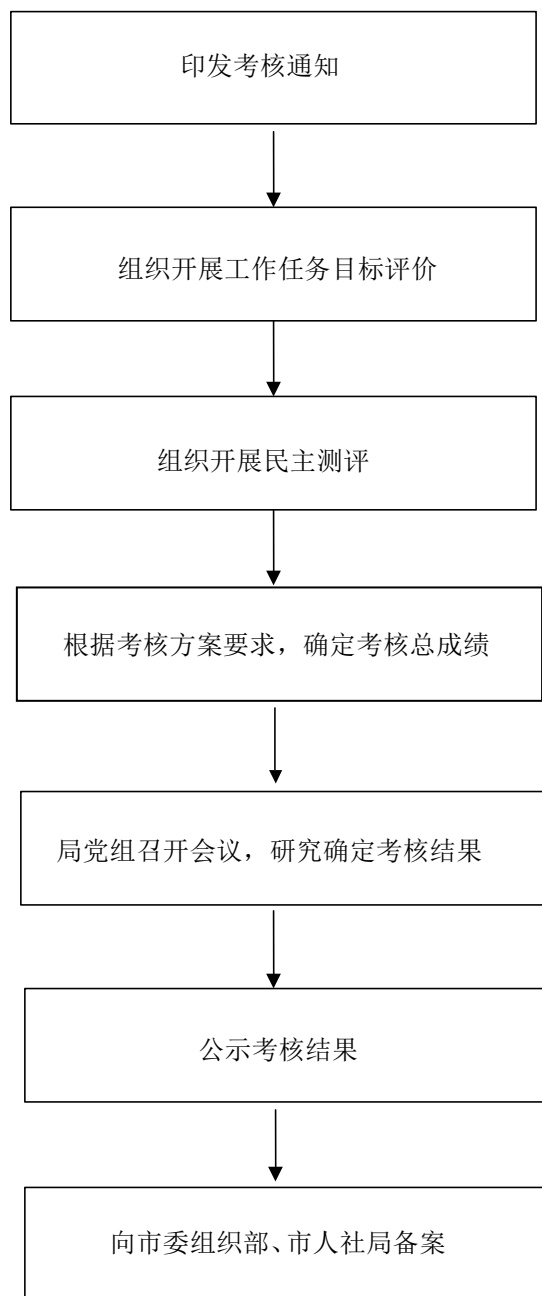 印发考核通知
组织开展工作任务目标评价
组织开展民主测评
根据考核方案要求，确定考核总成绩
局党组召开会议，研究确定考核结果
公示考核结果
向市委组织部、市人社局备案